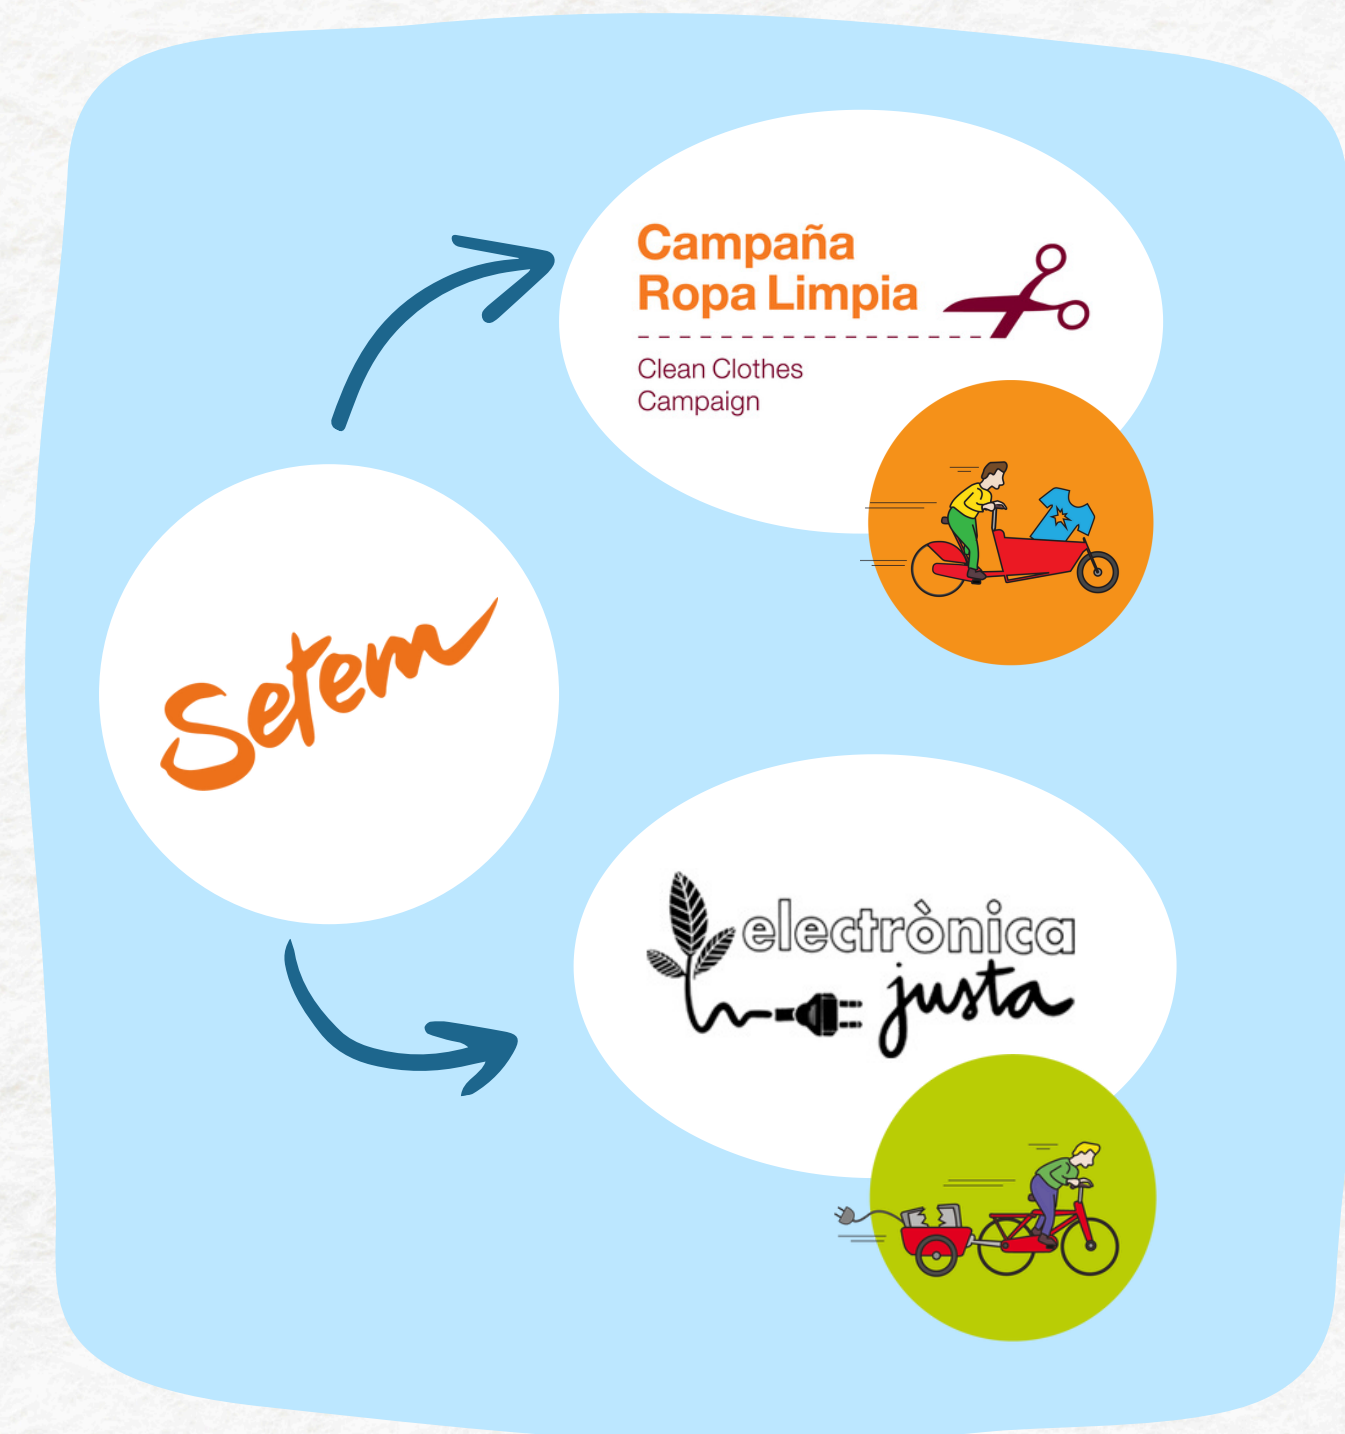 Campaña
Ropa Limpia
Clean Clothes
Campaign
Setem
electrònica
justa